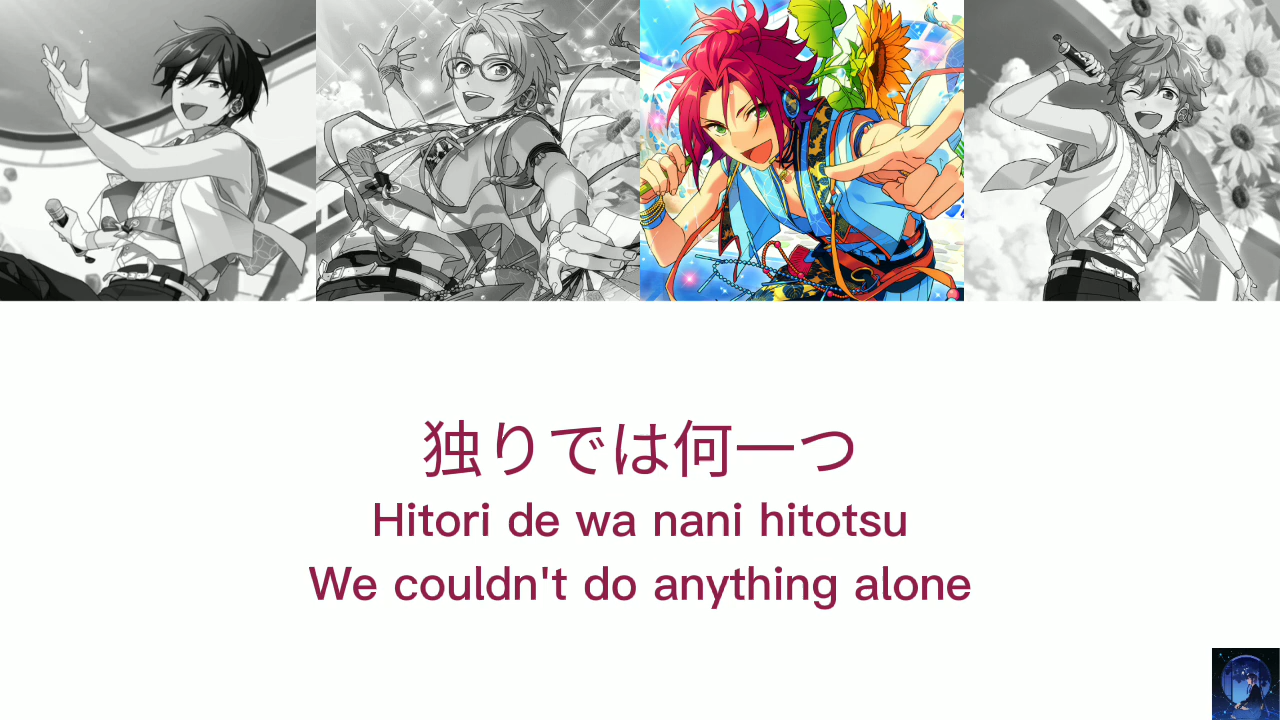 独りでは何一つ
Hitori de wa nani hitotsu
We couldn't do anything alone